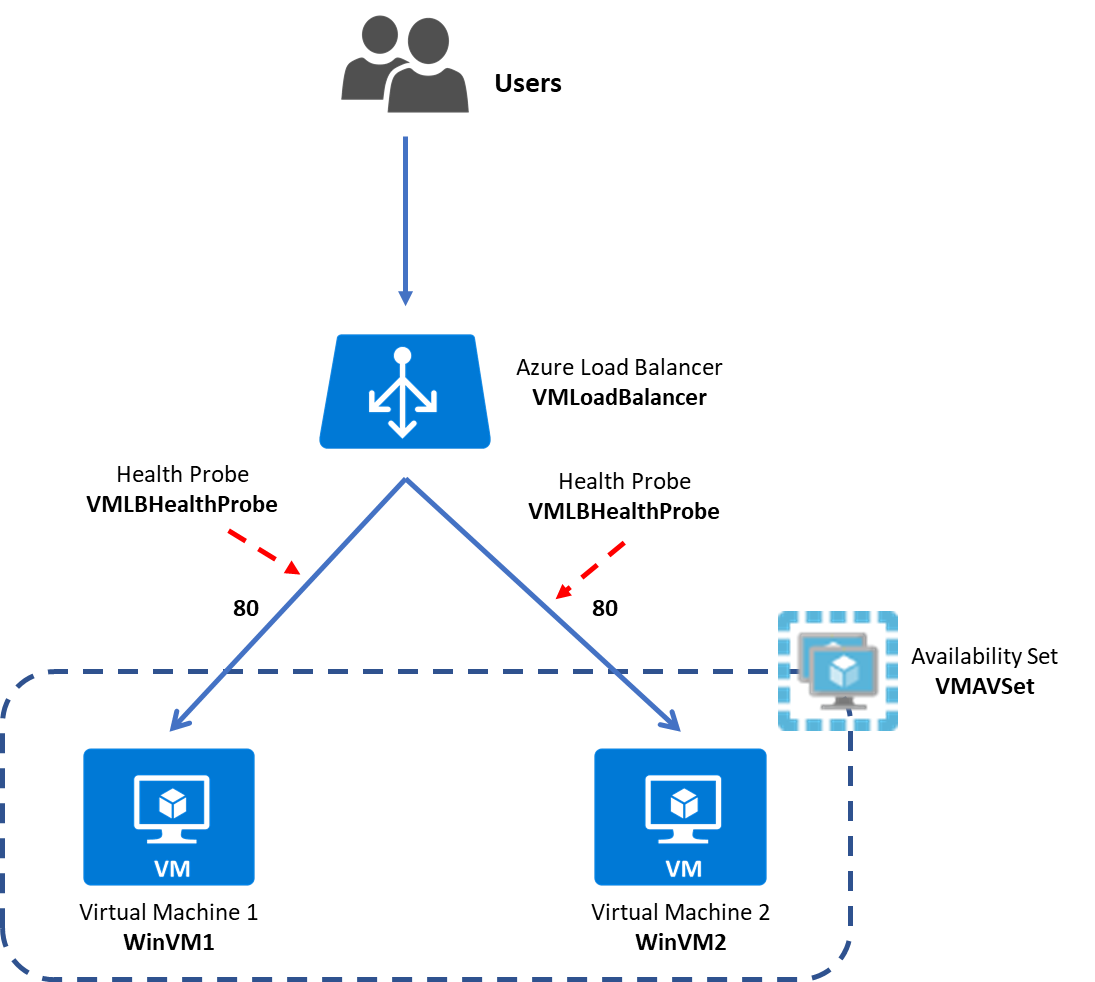 Users
Azure Load Balancer
VMLoadBalancer
Health Probe
VMLBHealthProbe
Health Probe
VMLBHealthProbe
80
80
Availability Set
VMAVSet
VM
VM
Virtual Machine 1
WinVM1
Virtual Machine 2
WinVM2